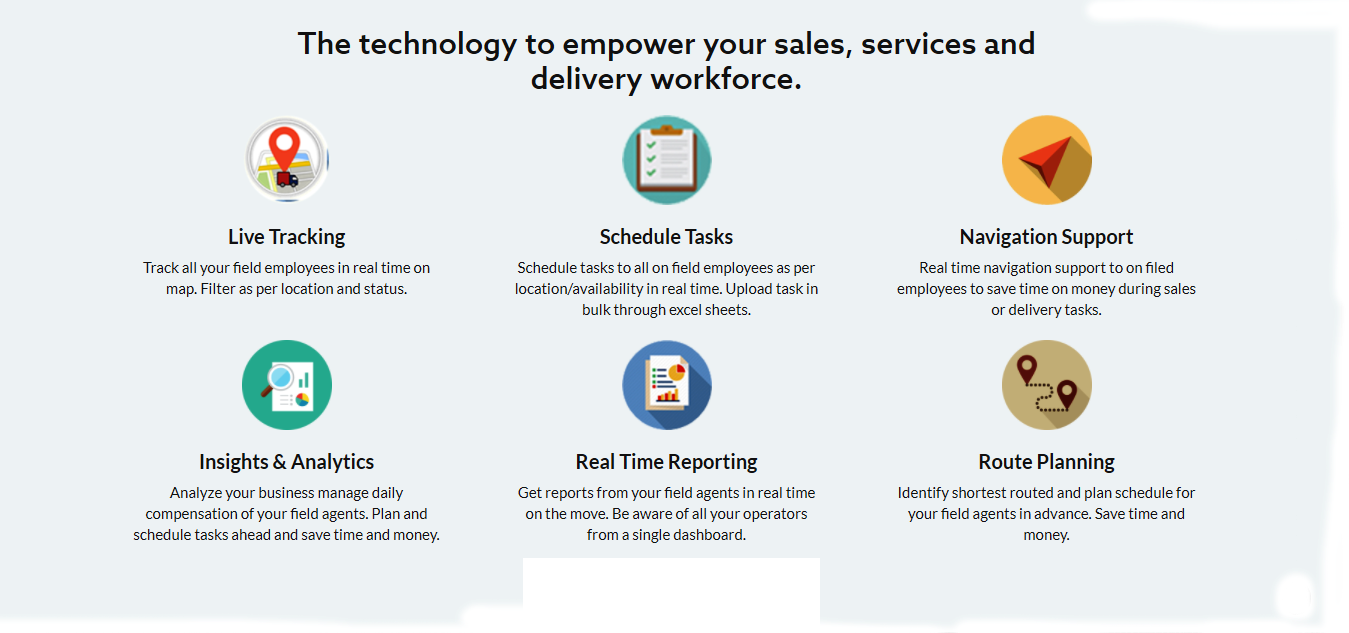 The technology to empower your sales, services and
delivery workforce.
Live Tracking
Track all your field employees in real time on
map. Filter as per location and status.
Schedule Tasks
Schedule tasks to all on field employees as per
location/availability in real time. Upload task in
bulk through excel sheets.
Navigation Support
Real time navigation support to on filed
employees to save time on money during sales
or delivery tasks.
Insights & Analytics
Analyze your business manage daily
compensation of your field agents. Plan and
schedule tasks ahead and save time and money.
Real Time Reporting
Get reports from your field agents in real time
on the move. Be aware of all your operators
from a single dashboard.
Route Planning
Identify shortest routed and plan schedule for
your field agents in advance. Save time and
money.